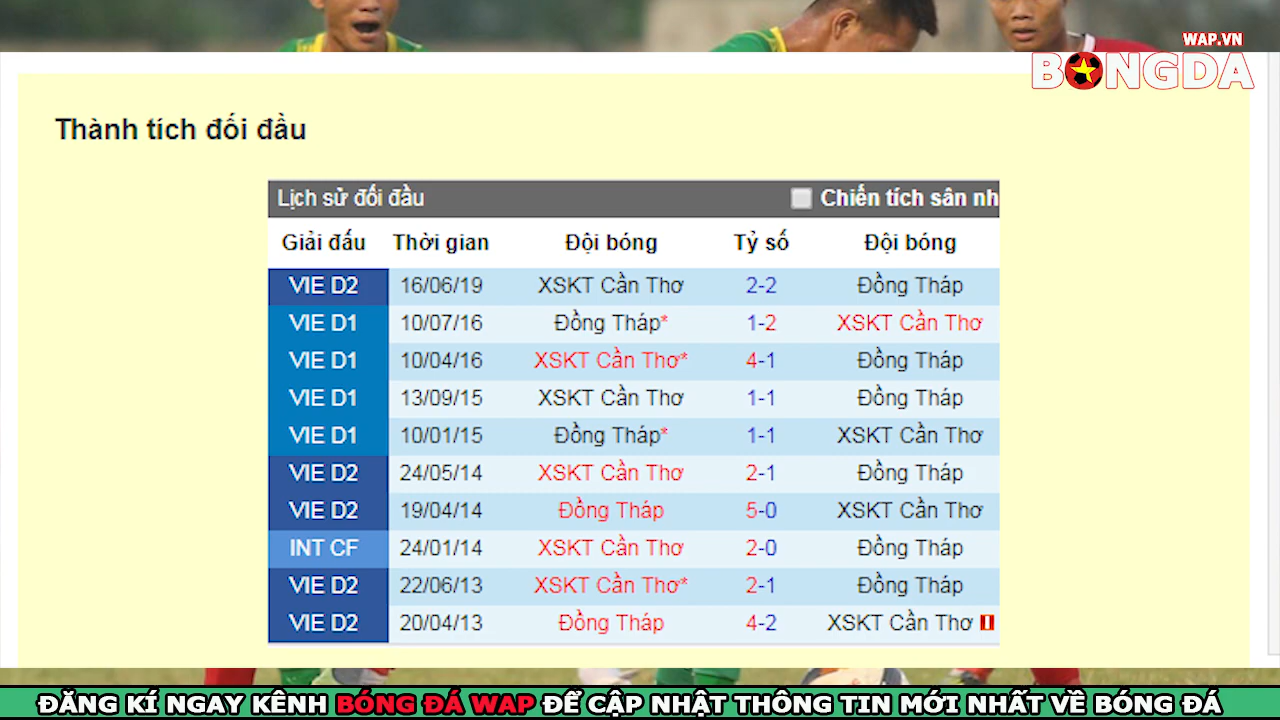 WAP.VN
BONGDA
Thành tích đối đầu
Lịch sử đối đầu Chiến tích sân nh
Giải đấu Thời gian Đội bóng Tỷ số Đội bóng
VIE D2 16/06/19 XSKT Cần Thơ 2-2 Đồng Tháp
VIE D1 10/07/16 Đồng Tháp* 1-2 XSKT Cần Thơ
VIE D1 10/04/16 XSKT Cần Thơ* 4-1 Đồng Tháp
VIE D1 13/09/15 XSKT Cần Thơ 1-1 Đồng Tháp
VIE D1 10/01/15 Đồng Tháp* 1-1 XSKT Cần Thơ
VIE D2 24/05/14 XSKT Cần Thơ 2-1 Đồng Tháp
VIE D2 19/04/14 Đồng Tháp 5-0 XSKT Cần Thơ
INT CF 24/01/14 XSKT Cần Thơ 2-0 Đồng Tháp
VIE D2 22/06/13 XSKT Cần Thơ* 2-1 Đồng Tháp
VIE D2 20/04/13 Đồng Tháp 4-2 XSKT Cần Thơ 1
ĐĂNG KÍ NGAY KÊNH BÓNG ĐÁ WAP ĐỂ CẬP NHẬT THÔNG TIN MỚI NHẤT VỀ BÓNG ĐÁ